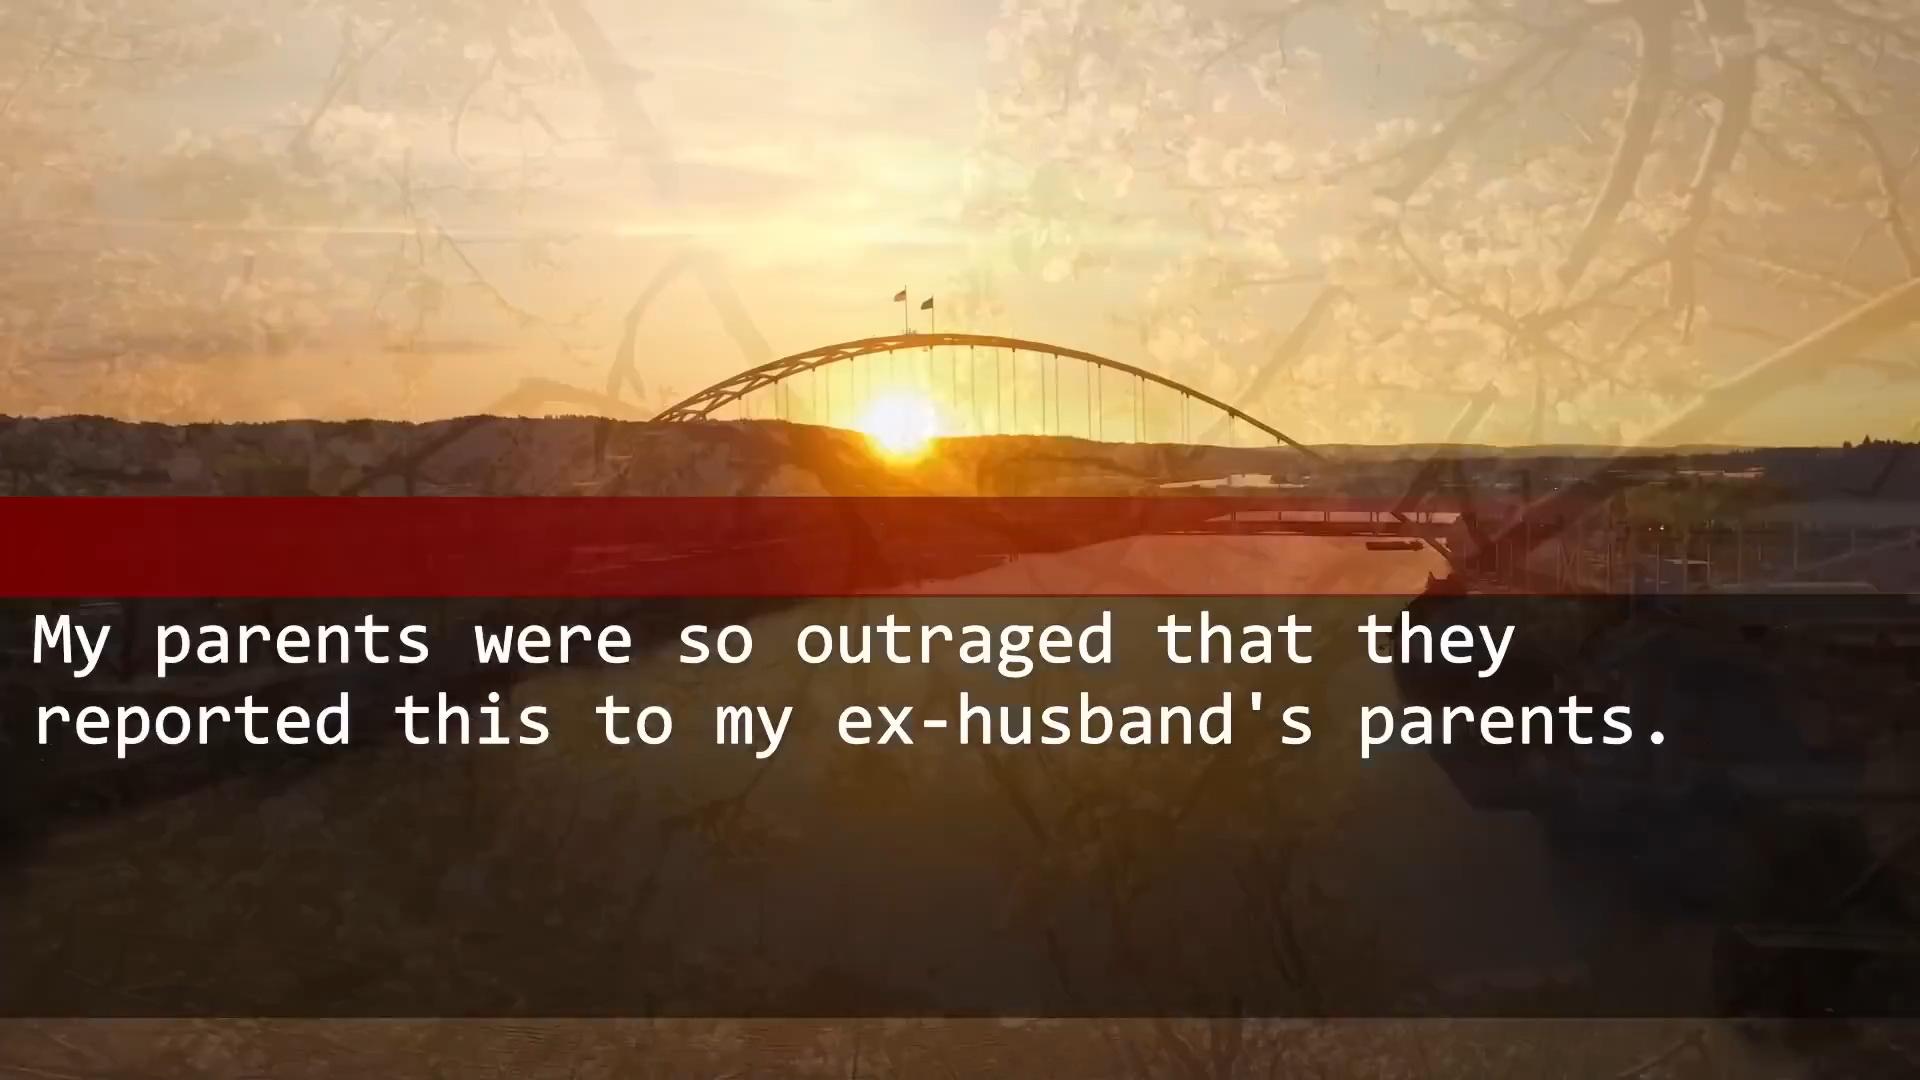 My parents were so outraged that they
reported this to my ex-husband's parents.